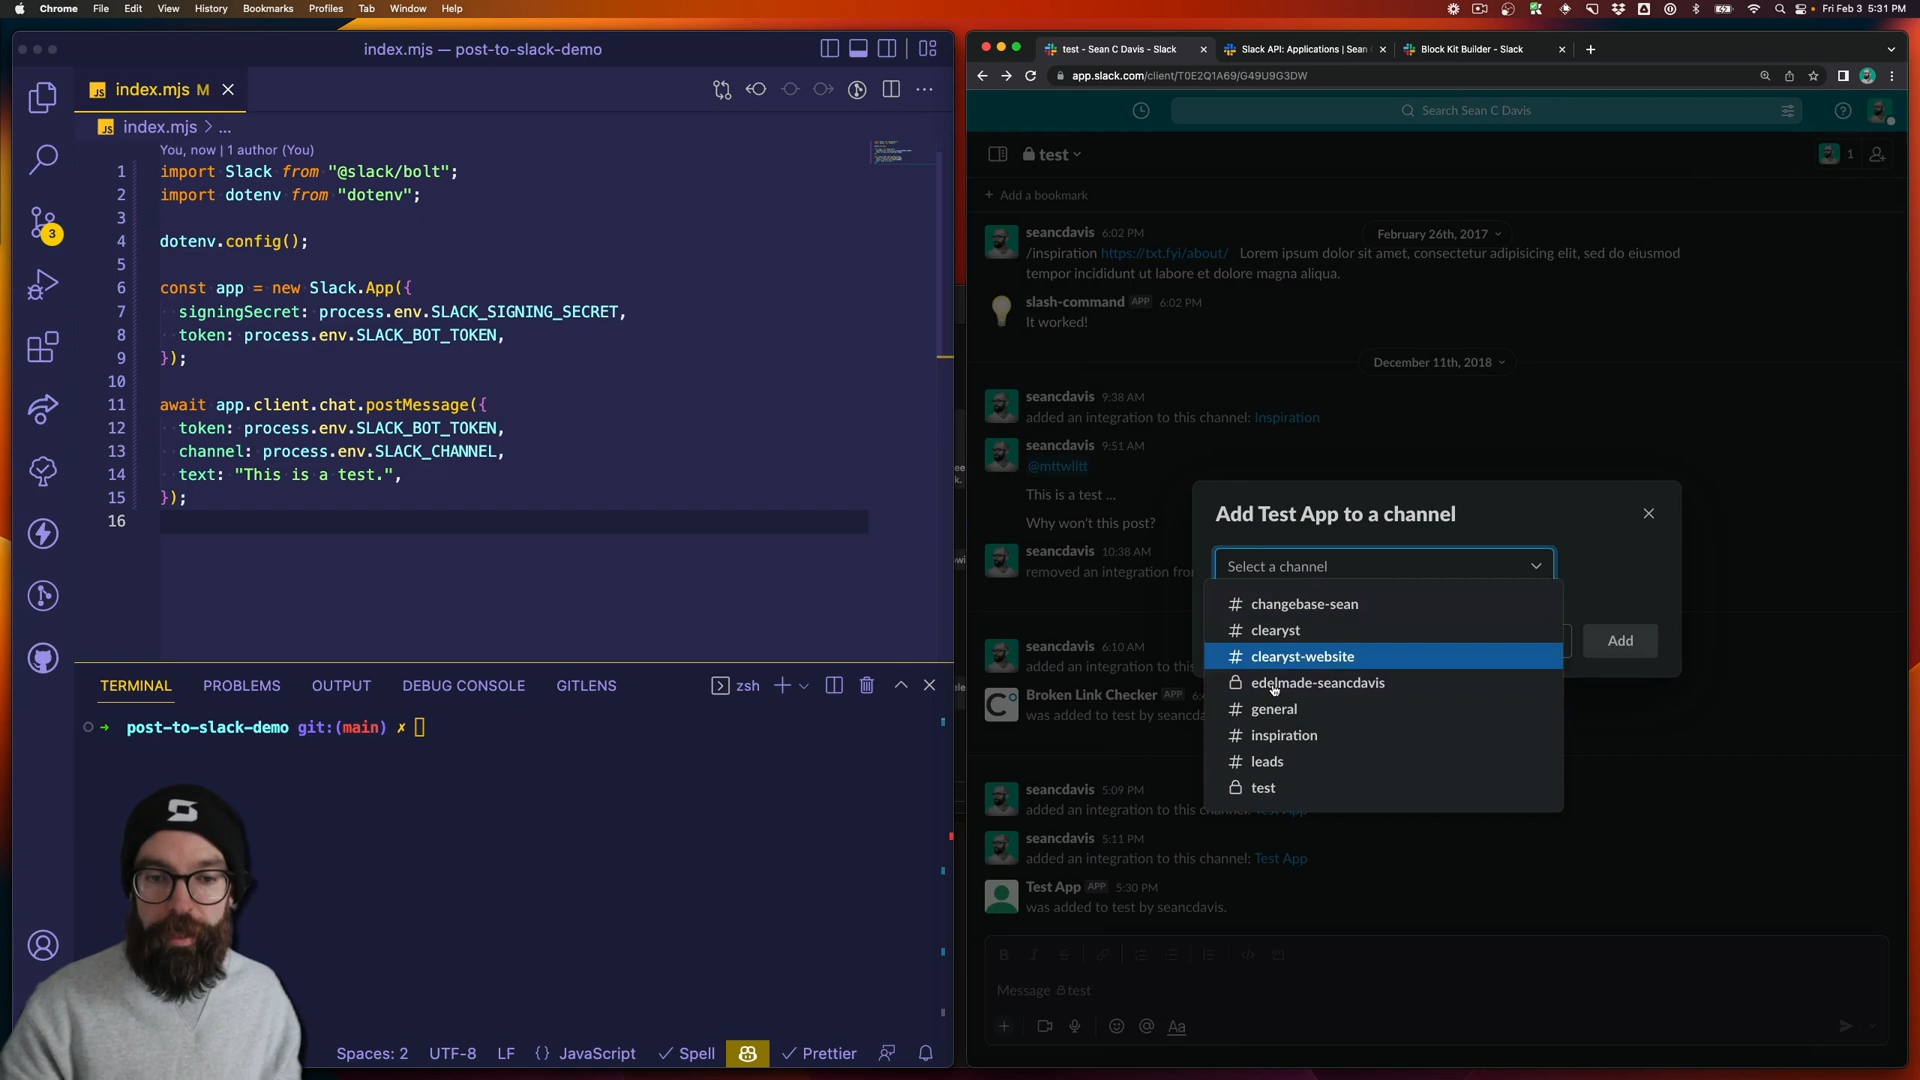 Chrome File Edit View History Bookmarks Profiles Tab Window Help
Fri Feb 3 5:31 PM
index.mjs — post-to-slack-demo
index.mjs M
index.mjs > ...
You, now | 1 author (You)
1 import Slack from "@slack/bolt";
2 import dotenv from "dotenv";
3
4 dotenv.config();
5
6 const app = new Slack.App({
7 signingSecret: process.env.SLACK_SIGNING_SECRET,
8 token: process.env.SLACK_BOT_TOKEN,
9 });
10
11 await app.client.chat.postMessage({
12 token: process.env.SLACK_BOT_TOKEN,
13 channel: process.env.SLACK_CHANNEL,
14 text: "This is a test.",
15 });
16
3
TERMINAL PROBLEMS OUTPUT DEBUG CONSOLE GITLENS
zsh
post-to-slack-demo git:(main) ✗
Spaces: 2 UTF-8 LF {} JavaScript Spell Prettier
test - Sean C Davis - Slack
Slack API: Applications | Sean
Block Kit Builder - Slack
app.slack.com/client/T0E2Q1A69/G49U9G3DW
Search Sean C Davis
test
1
+ Add a bookmark
February 26th, 2017
seancdavis 6:02 PM
/inspiration https://txt.fyi/about/ Lorem ipsum dolor sit amet, consectetur adipisicing elit, sed do eiusmod
tempor incididunt ut labore et dolore magna aliqua.
slash-command APP 6:02 PM
It worked!
December 11th, 2018
seancdavis 9:38 AM
added an integration to this channel: Inspiration
seancdavis 9:51 AM
@mttwlltt
This is a test ...
Why won't this post?
seancdavis 10:38 AM
removed an integration fro
seancdavis 6:10 AM
added an integration to this
Broken Link Checker APP
was added to test by seancda
seancdavis 5:09 PM
added an integration to this channel: Test App
seancdavis 5:11 PM
added an integration to this channel: Test App
Test App APP 5:30 PM
was added to test by seancdavis.
Message test
Aa
Add Test App to a channel
Select a channel
# changebase-sean
# clearyst
# clearyst-website
edelmade-seancdavis
# general
# inspiration
# leads
test
Add